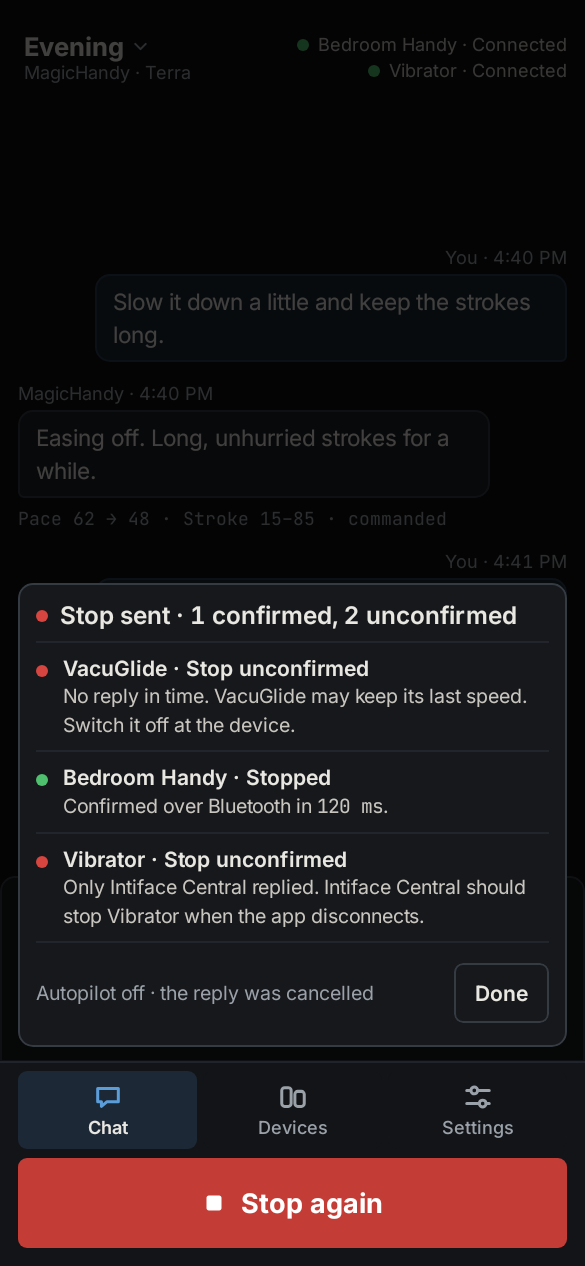 Evening
MagicHandy · Terra
Bedroom Handy · Connected
Vibrator · Connected
You · 4:40 PM
Slow it down a little and keep the strokes
long.
MagicHandy · 4:40 PM
Easing off. Long, unhurried strokes for a
while.
Pace 62 → 48 · Stroke 15–85 · commanded
You · 4:41 PM
Stop sent · 1 confirmed, 2 unconfirmed
VacuGlide · Stop unconfirmed
No reply in time. VacuGlide may keep its last speed.
Switch it off at the device.
Bedroom Handy · Stopped
Confirmed over Bluetooth in 120 ms.
Vibrator · Stop unconfirmed
Only Intiface Central replied. Intiface Central should
stop Vibrator when the app disconnects.
Autopilot off · the reply was cancelled
Done
Chat
Devices
Settings
Stop again